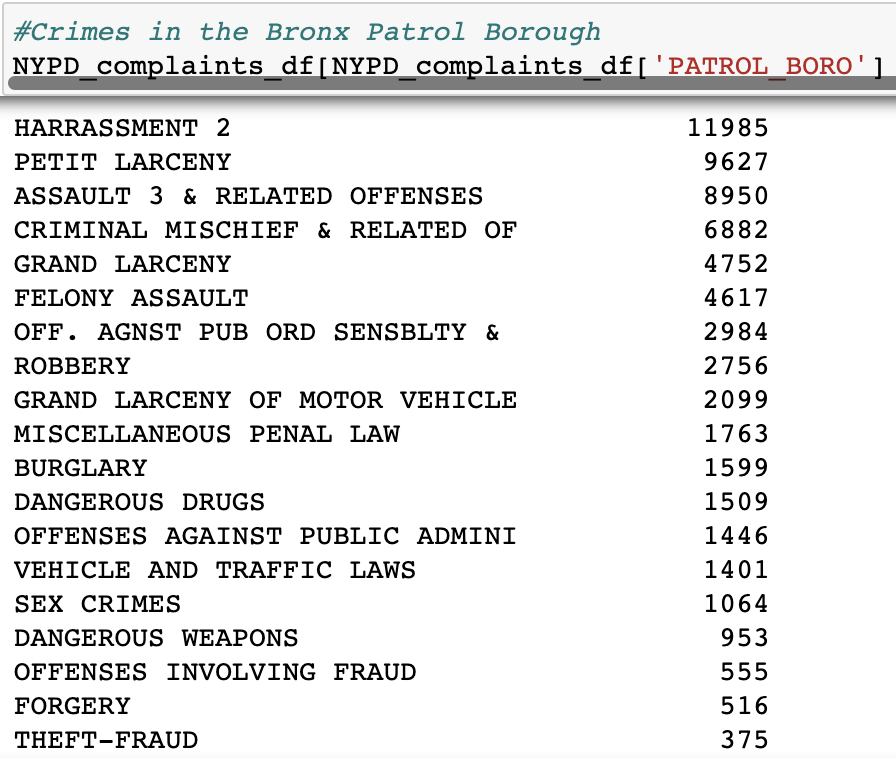 #Crimes in the Bronx Patrol Borough
NYPD_complaints_df[NYPD_complaints_df['PATROL_BORO']
HARRASSMENT 2 11985
PETIT LARCENY 9627
ASSAULT 3 & RELATED OFFENSES 8950
CRIMINAL MISCHIEF & RELATED OF 6882
GRAND LARCENY 4752
FELONY ASSAULT 4617
OFF. AGNST PUB ORD SENSBLTY & 2984
ROBBERY 2756
GRAND LARCENY OF MOTOR VEHICLE 2099
MISCELLANEOUS PENAL LAW 1763
BURGLARY 1599
DANGEROUS DRUGS 1509
OFFENSES AGAINST PUBLIC ADMINI 1446
VEHICLE AND TRAFFIC LAWS 1401
SEX CRIMES 1064
DANGEROUS WEAPONS 953
OFFENSES INVOLVING FRAUD 555
FORGERY 516
THEFT-FRAUD 375